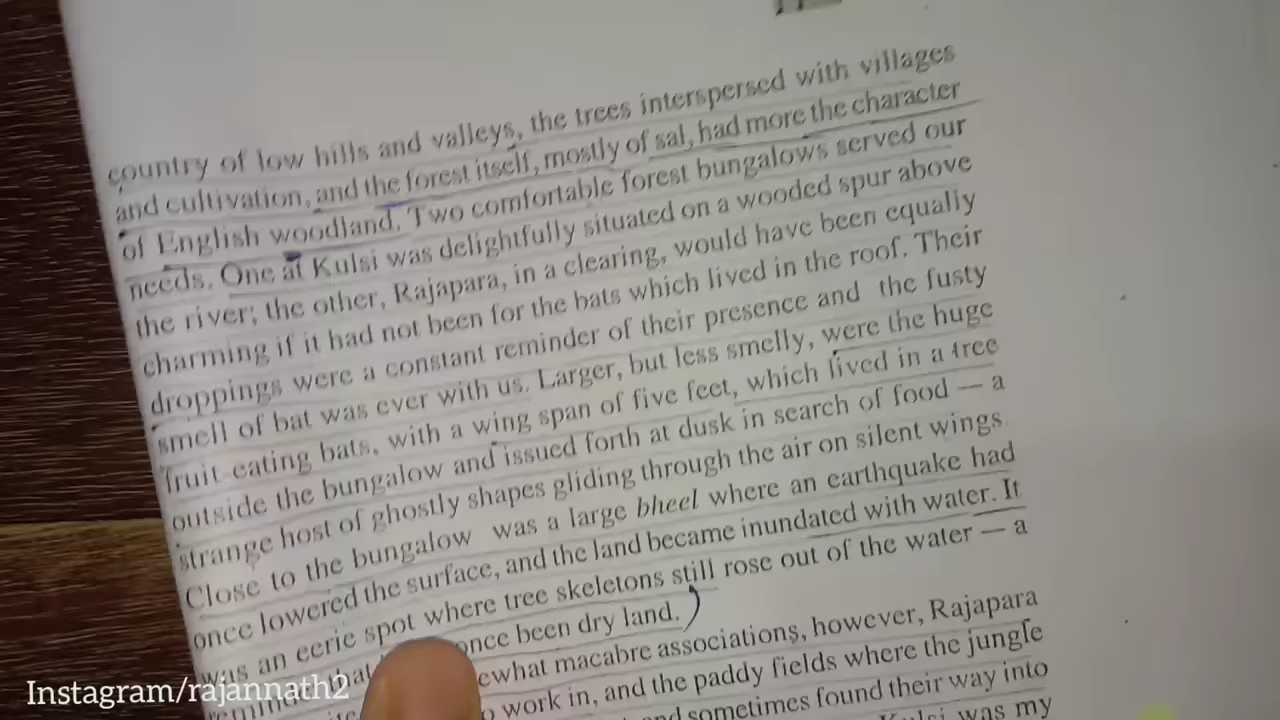 country of low hills and valleys, the trees interspersed with villages
and cultivation, and the forest itself, mostly of sal, had more the character
of English woodland. Two comfortable forest bungalows served our
needs. One at Kulsi was delightfully situated on a wooded spur above
the river; the other, Rajapara, in a clearing, would have been equally
charming if it had not been for the bats which lived in the roof. Their
droppings were a constant reminder of their presence and the fusty
smell of bat was ever with us. Larger, but less smelly, were the huge
fruit-eating bats, with a wing span of five feet, which lived in a tree
outside the bungalow and issued forth at dusk in search of food — a
strange host of ghostly shapes gliding through the air on silent wings
Close to the bungalow was a large bheel where an earthquake had
once lowered the surface, and the land became inundated with water. It
was an eerie spot where tree skeletons still rose out of the water — a
once been dry land.
macabre associations, however, Rajapara
work in, and the paddy fields where the jungle
and sometimes found their way into
Kulsi was my
Instagram/rajannath2